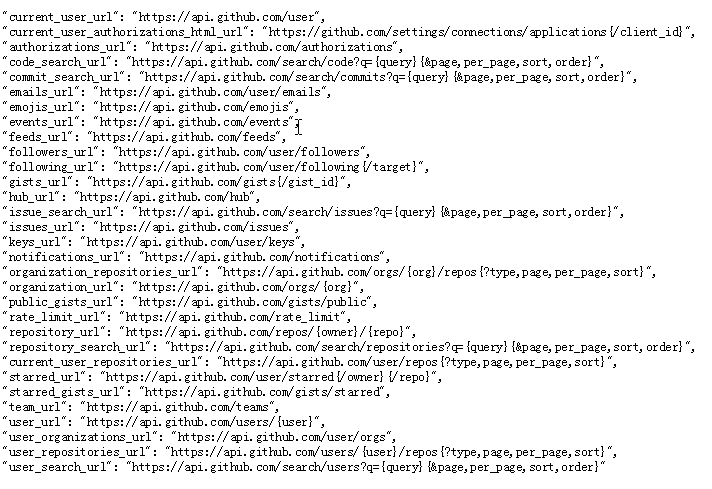 "current_user_url": "https://api.github.com/user",
"current_user_authorizations_html_url": "https://github.com/settings/connections/applications{/client_id}",
"authorizations_url": "https://api.github.com/authorizations",
"code_search_url": "https://api.github.com/search/code?q={query}{&page,per_page,sort,order}",
"commit_search_url": "https://api.github.com/search/commits?q={query}{&page,per_page,sort,order}",
"emails_url": "https://api.github.com/user/emails",
"emojis_url": "https://api.github.com/emojis",
"events_url": "https://api.github.com/events",
"feeds_url": "https://api.github.com/feeds",
"followers_url": "https://api.github.com/user/followers",
"following_url": "https://api.github.com/user/following{/target}",
"gists_url": "https://api.github.com/gists{/gist_id}",
"hub_url": "https://api.github.com/hub",
"issue_search_url": "https://api.github.com/search/issues?q={query}{&page,per_page,sort,order}",
"issues_url": "https://api.github.com/issues",
"keys_url": "https://api.github.com/user/keys",
"notifications_url": "https://api.github.com/notifications",
"organization_repositories_url": "https://api.github.com/orgs/{org}/repos{?type,page,per_page,sort}",
"organization_url": "https://api.github.com/orgs/{org}",
"public_gists_url": "https://api.github.com/gists/public",
"rate_limit_url": "https://api.github.com/rate_limit",
"repository_url": "https://api.github.com/repos/{owner}/{repo}",
"repository_search_url": "https://api.github.com/search/repositories?q={query}{&page,per_page,sort,order}",
"current_user_repositories_url": "https://api.github.com/user/repos{?type,page,per_page,sort}",
"starred_url": "https://api.github.com/user/starred{/owner}{/repo}",
"starred_gists_url": "https://api.github.com/gists/starred",
"team_url": "https://api.github.com/teams",
"user_url": "https://api.github.com/users/{user}",
"user_organizations_url": "https://api.github.com/user/orgs",
"user_repositories_url": "https://api.github.com/users/{user}/repos{?type,page,per_page,sort}",
"user_search_url": "https://api.github.com/search/users?q={query}{&page,per_page,sort,order}"